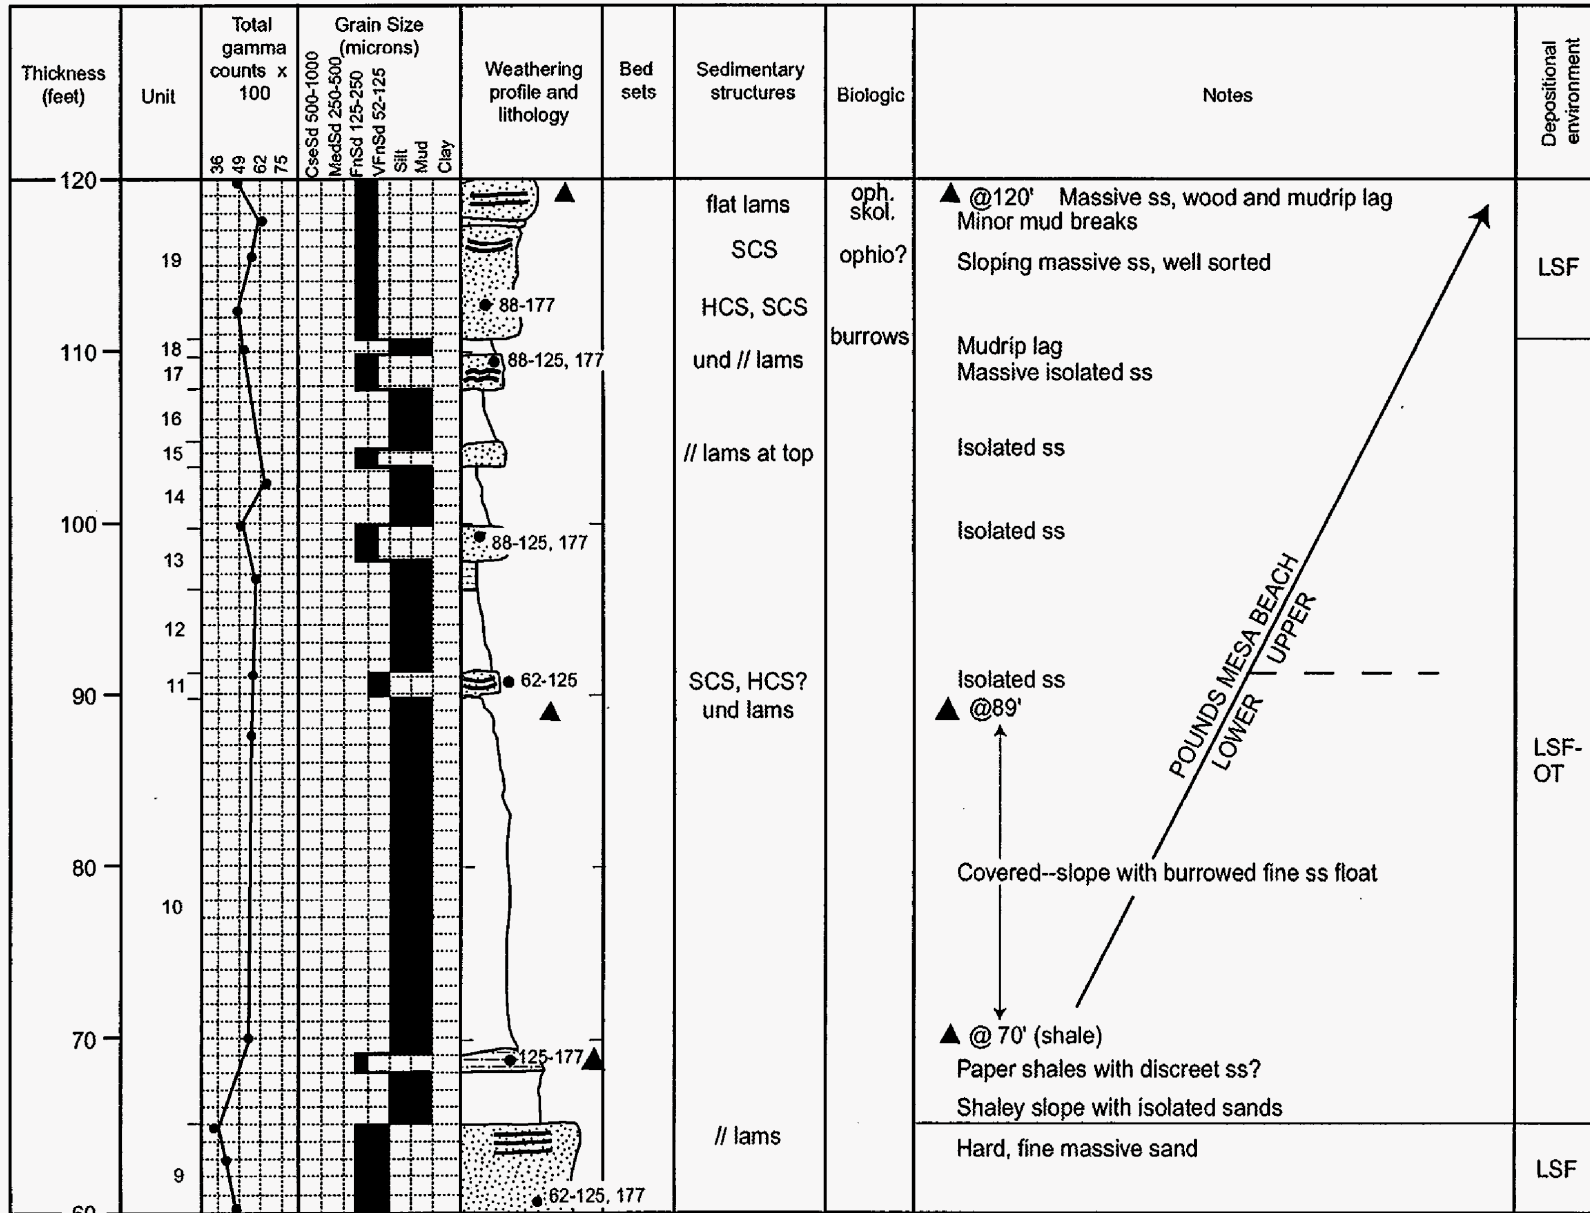 Thickness
(feet)
Unit
Total
gamma
counts x
100
36
49
62
75
Grain Size
(microns)
CseSd 500-1000
MedSd 250-500
FnSd 125-250
VFnSd 52-125
Silt
Mud
Clay
Weathering
profile and
lithology
Bed
sets
Sedimentary
structures
Biologic
Notes
Depositional
environment
120
flat lams
oph.
skol.
@120' Massive ss, wood and mudrip lag
Minor mud breaks
19
SCS
ophio?
Sloping massive ss, well sorted
LSF
88-177
HCS, SCS
burrows
110
18
Mudrip lag
88-125, 177
und // lams
17
Massive isolated ss
16
15
// lams at top
Isolated ss
14
100
Isolated ss
88-125, 177
13
POUNDS MESA BEACH
UPPER
LOWER
12
11
62-125
SCS, HCS?
und lams
Isolated ss
90
@89'
LSF-
OT
80
Covered--slope with burrowed fine ss float
10
70
@ 70' (shale)
125-177
Paper shales with discreet ss?
Shaley slope with isolated sands
// lams
Hard, fine massive sand
9
LSF
62-125, 177
60